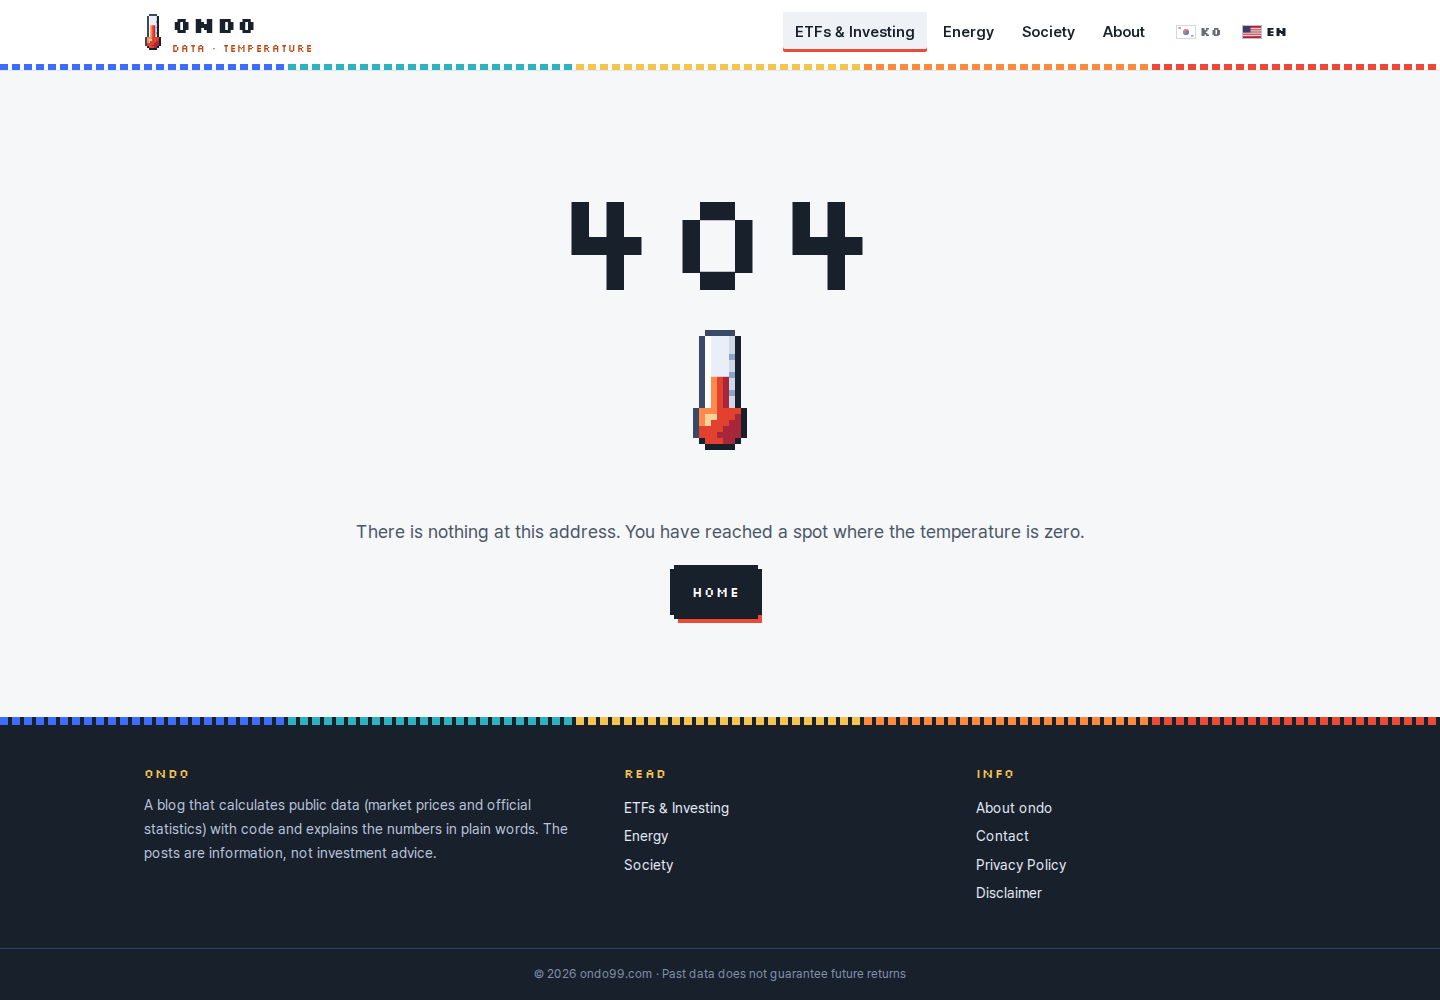 ONDO
DATA · TEMPERATURE
ETFs & Investing
Energy
Society
About
KO
EN
404
There is nothing at this address. You have reached a spot where the temperature is zero.
HOME
ONDO
A blog that calculates public data (market prices and official
statistics) with code and explains the numbers in plain words. The
posts are information, not investment advice.
READ
ETFs & Investing
Energy
Society
INFO
About ondo
Contact
Privacy Policy
Disclaimer
© 2026 ondo99.com · Past data does not guarantee future returns